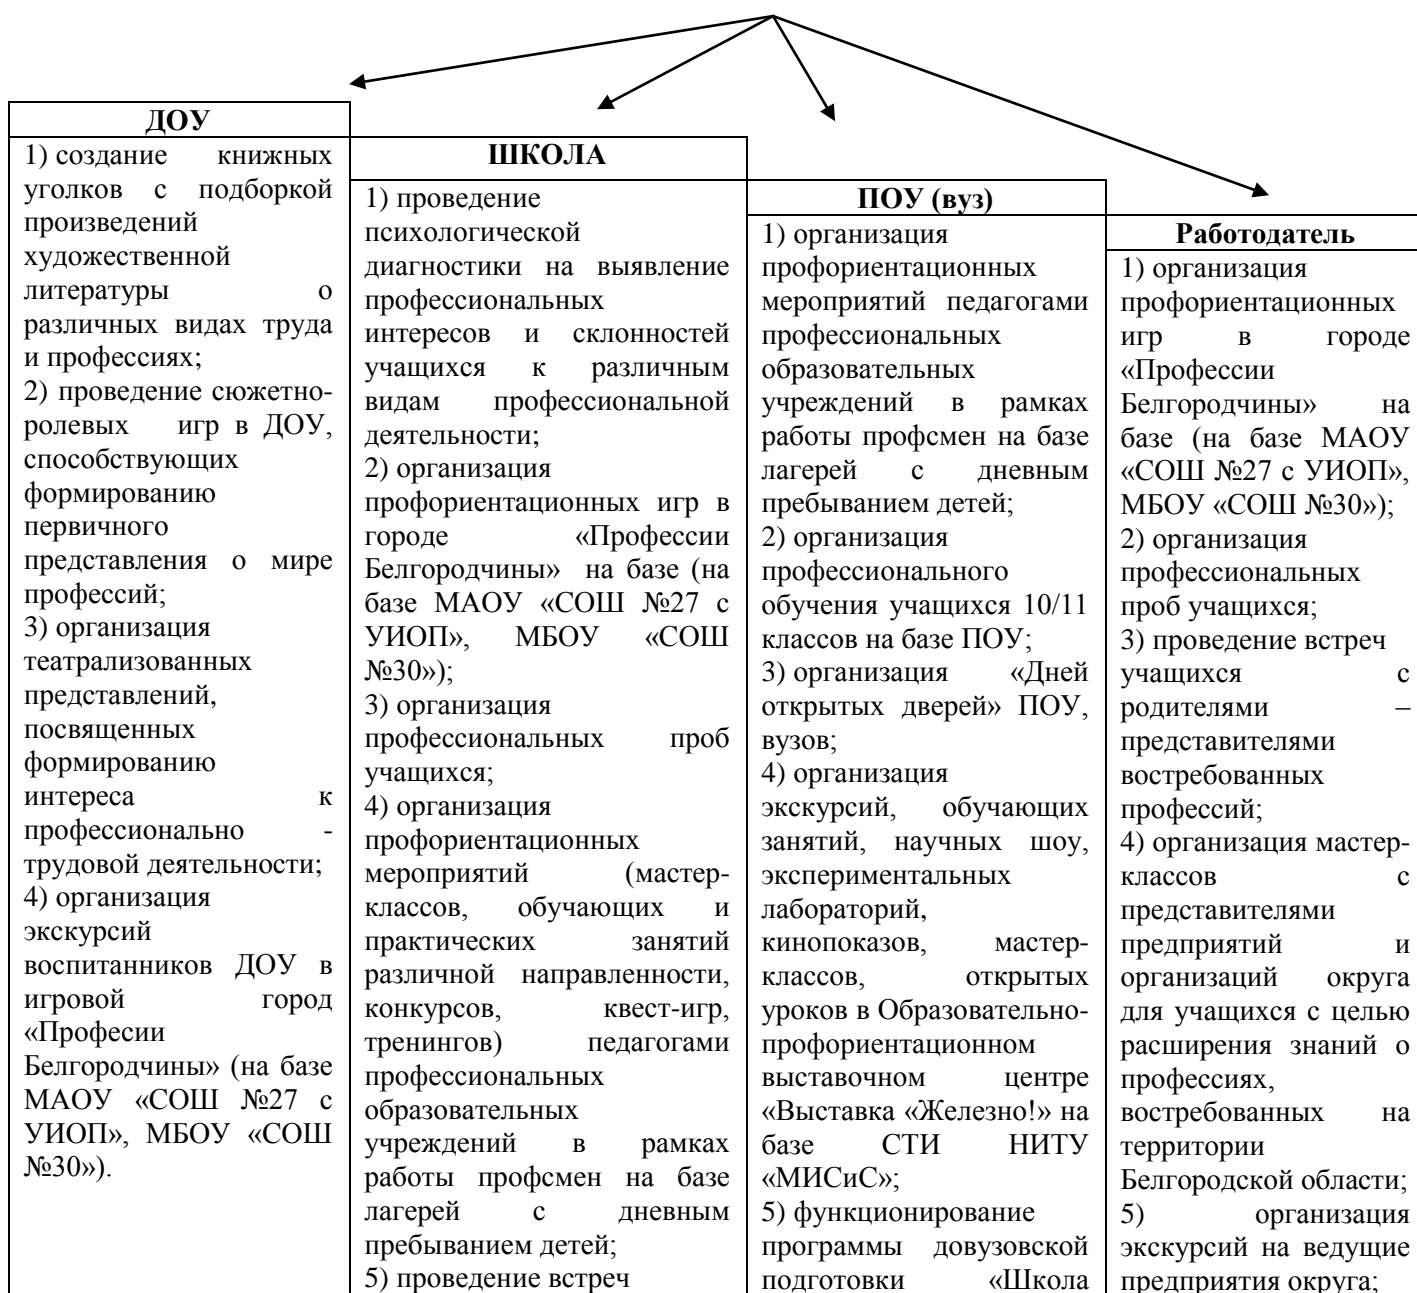 ДОУ
1) создание книжных
уголков с подборкой
произведений
художественной
литературы о
различных видах труда
и профессиях;
2) проведение сюжетно-
ролевых игр в ДОУ,
способствующих
формированию
первичного
представления о мире
профессий;
3) организация
театрализованных
представлений,
посвященных
формированию
интереса к
профессионально -
трудовой деятельности;
4) организация
экскурсий
воспитанников ДОУ в
игровой город
«Професии
Белгородчины» (на базе
МАОУ «СОШ №27 с
УИОП», МБОУ «СОШ
№30»).
ШКОЛА
1) проведение
психологической
диагностики на выявление
профессиональных
интересов и склонностей
учащихся к различным
видам профессиональной
деятельности;
2) организация
профориентационных игр в
городе «Профессии
Белгородчины» на базе (на
базе МАОУ «СОШ №27 с
УИОП», МБОУ «СОШ
№30»);
3) организация
профессиональных проб
учащихся;
4) организация
профориентационных
мероприятий (мастер-
классов, обучающих и
практических занятий
различной направленности,
конкурсов, квест-игр,
тренингов) педагогами
профессиональных
образовательных
учреждений в рамках
работы профсмен на базе
лагерей с дневным
пребыванием детей;
5) проведение встреч
ПОУ (вуз)
1) организация
профориентационных
мероприятий педагогами
профессиональных
образовательных
учреждений в рамках
работы профсмен на базе
лагерей с дневным
пребыванием детей;
2) организация
профессионального
обучения учащихся 10/11
классов на базе ПОУ;
3) организация «Дней
открытых дверей» ПОУ,
вузов;
4) организация
экскурсий, обучающих
занятий, научных шоу,
экспериментальных
лабораторий,
кинопоказов, мастер-
классов, открытых
уроков в Образовательно-
профориентационном
выставочном центре
«Выставка «Железно!» на
базе СТИ НИТУ
«МИСиС»;
5) функционирование
программы довузовской
подготовки «Школа
Работодатель
1) организация
профориентационных
игр в городе
«Профессии
Белгородчины» на
базе (на базе МАОУ
«СОШ №27 с УИОП»,
МБОУ «СОШ №30»);
2) организация
профессиональных
проб учащихся;
3) проведение встреч
учащихся с
родителями –
представителями
востребованных
профессий;
4) организация мастер-
классов с
представителями
предприятий и
организаций округа
для учащихся с целью
расширения знаний о
профессиях,
востребованных на
территории
Белгородской области;
5) организация
экскурсий на ведущие
предприятия округа;